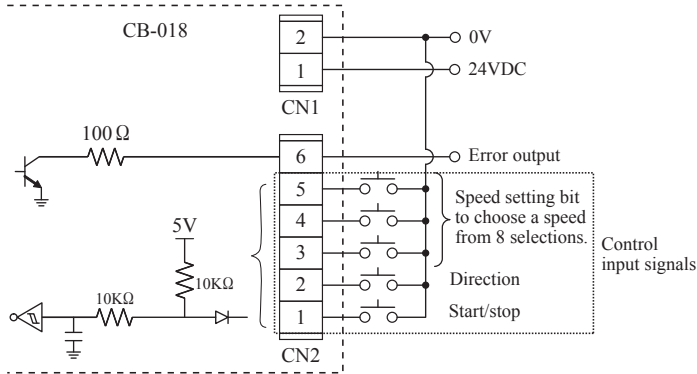 CB-018
2
0V
1
24VDC
CN1
100Ω
6
Error output
5
4
3
2
1
CN2
5V
10KΩ
10KΩ
Speed setting bit
to choose a speed
from 8 selections.
Direction
Start/stop
Control
input signals